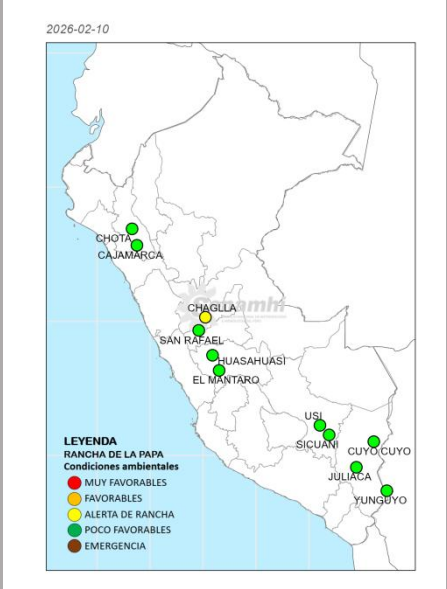 2026-02-10
CHOTA
CAJAMARCA
Senamhi
CHAGLLA
SAN RAFAEL
HUASAHUASI
EL MANTARO
USI
SICUANI
CUYO CUYO
JULIACA
YUNGUYO
LEYENDA
RANCHA DE LA PAPA
Condiciones ambientales
MUY FAVORABLES
FAVORABLES
ALERTA DE RANCHA
POCO FAVORABLES
EMERGENCIA